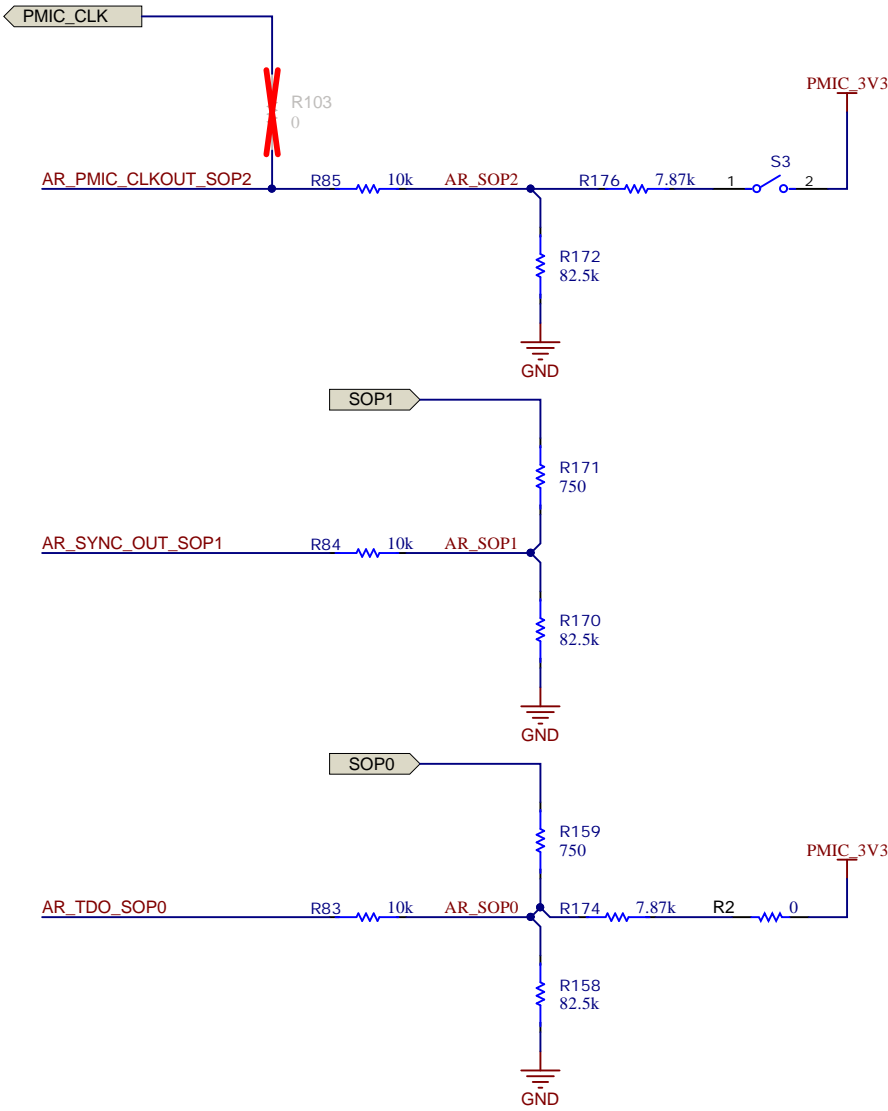 PMIC_CLK
R103
0
PMIC_3V3
AR_PMIC_CLKOUT_SOP2 R85 10k AR_SOP2 R176 7.87k 1 S3 2
R172
82.5k
GND
SOP1
R171
750
AR_SYNC_OUT_SOP1 R84 10k AR_SOP1
R170
82.5k
GND
SOP0
R159
750
PMIC_3V3
AR_TDO_SOP0 R83 10k AR_SOP0 R174 7.87k R2 0
R158
82.5k
GND